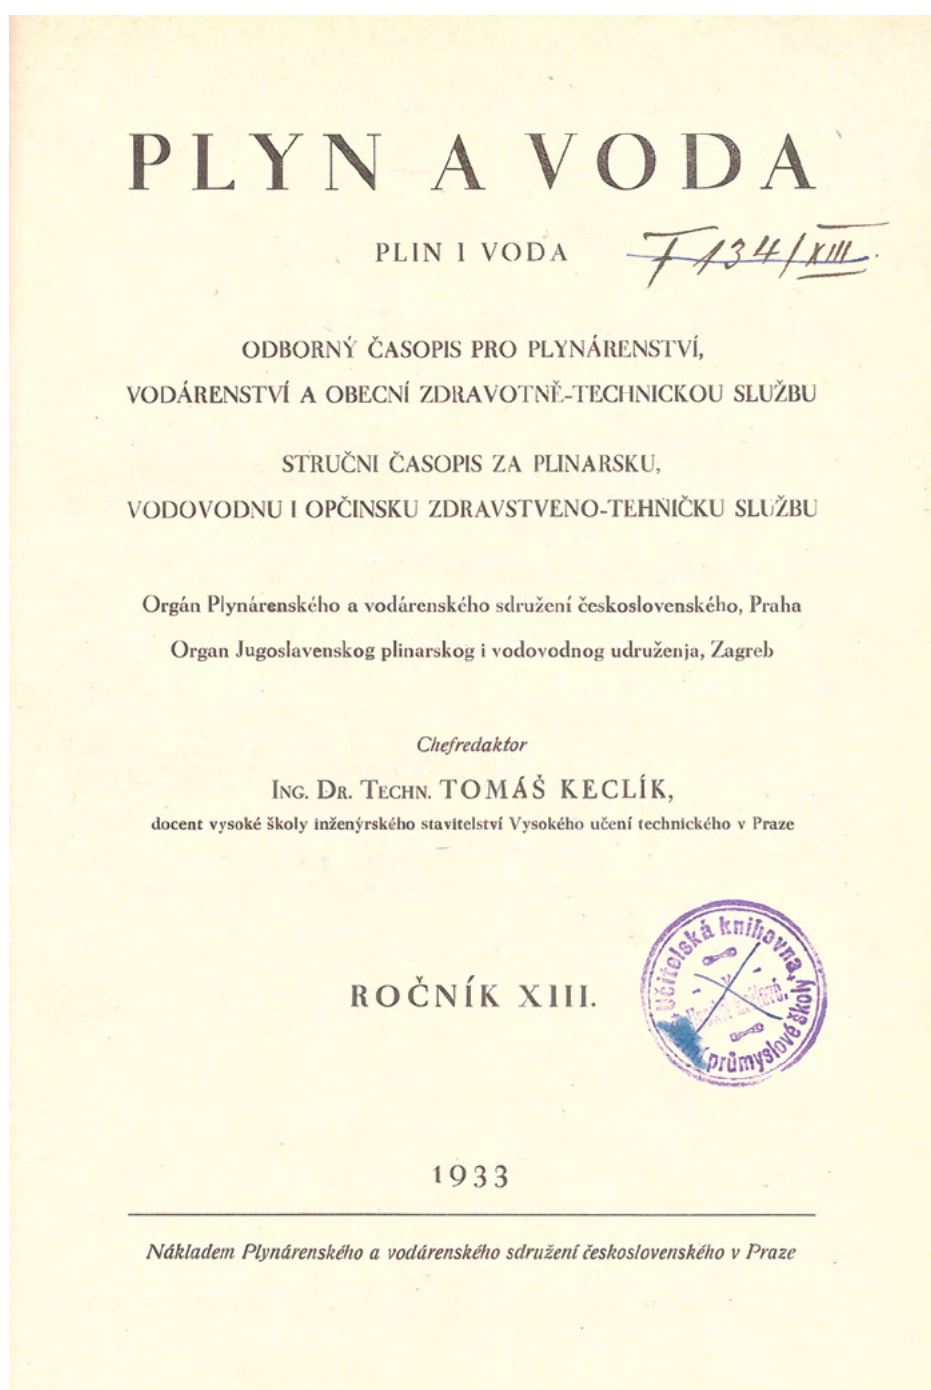 PLYN A VODA
PLIN I VODA
F 134/XIII.
ODBORNÝ ČASOPIS PRO PLYNÁRENSTVÍ,
VODÁRENSTVÍ A OBECNÍ ZDRAVOTNĚ-TECHNICKOU SLUŽBU
STRUČNI ČASOPIS ZA PLINARSKU,
VODOVODNU I OPČINSKU ZDRAVSTVENO-TEHNIČKU SLUŽBU
Orgán Plynárenského a vodárenského sdružení československého, Praha
Organ Jugoslavenskog plinarskog i vodovodnog udruženja, Zagreb
Chefredaktor
ING. DR. TECHN. TOMÁŠ KECLÍK,
docent vysoké školy inženýrského stavitelství Vysokého učení technického v Praze
Učitelská knihovna
průmyslové školy
ROČNÍK XIII.
1933
Nákladem Plynárenského a vodárenského sdružení československého v Praze